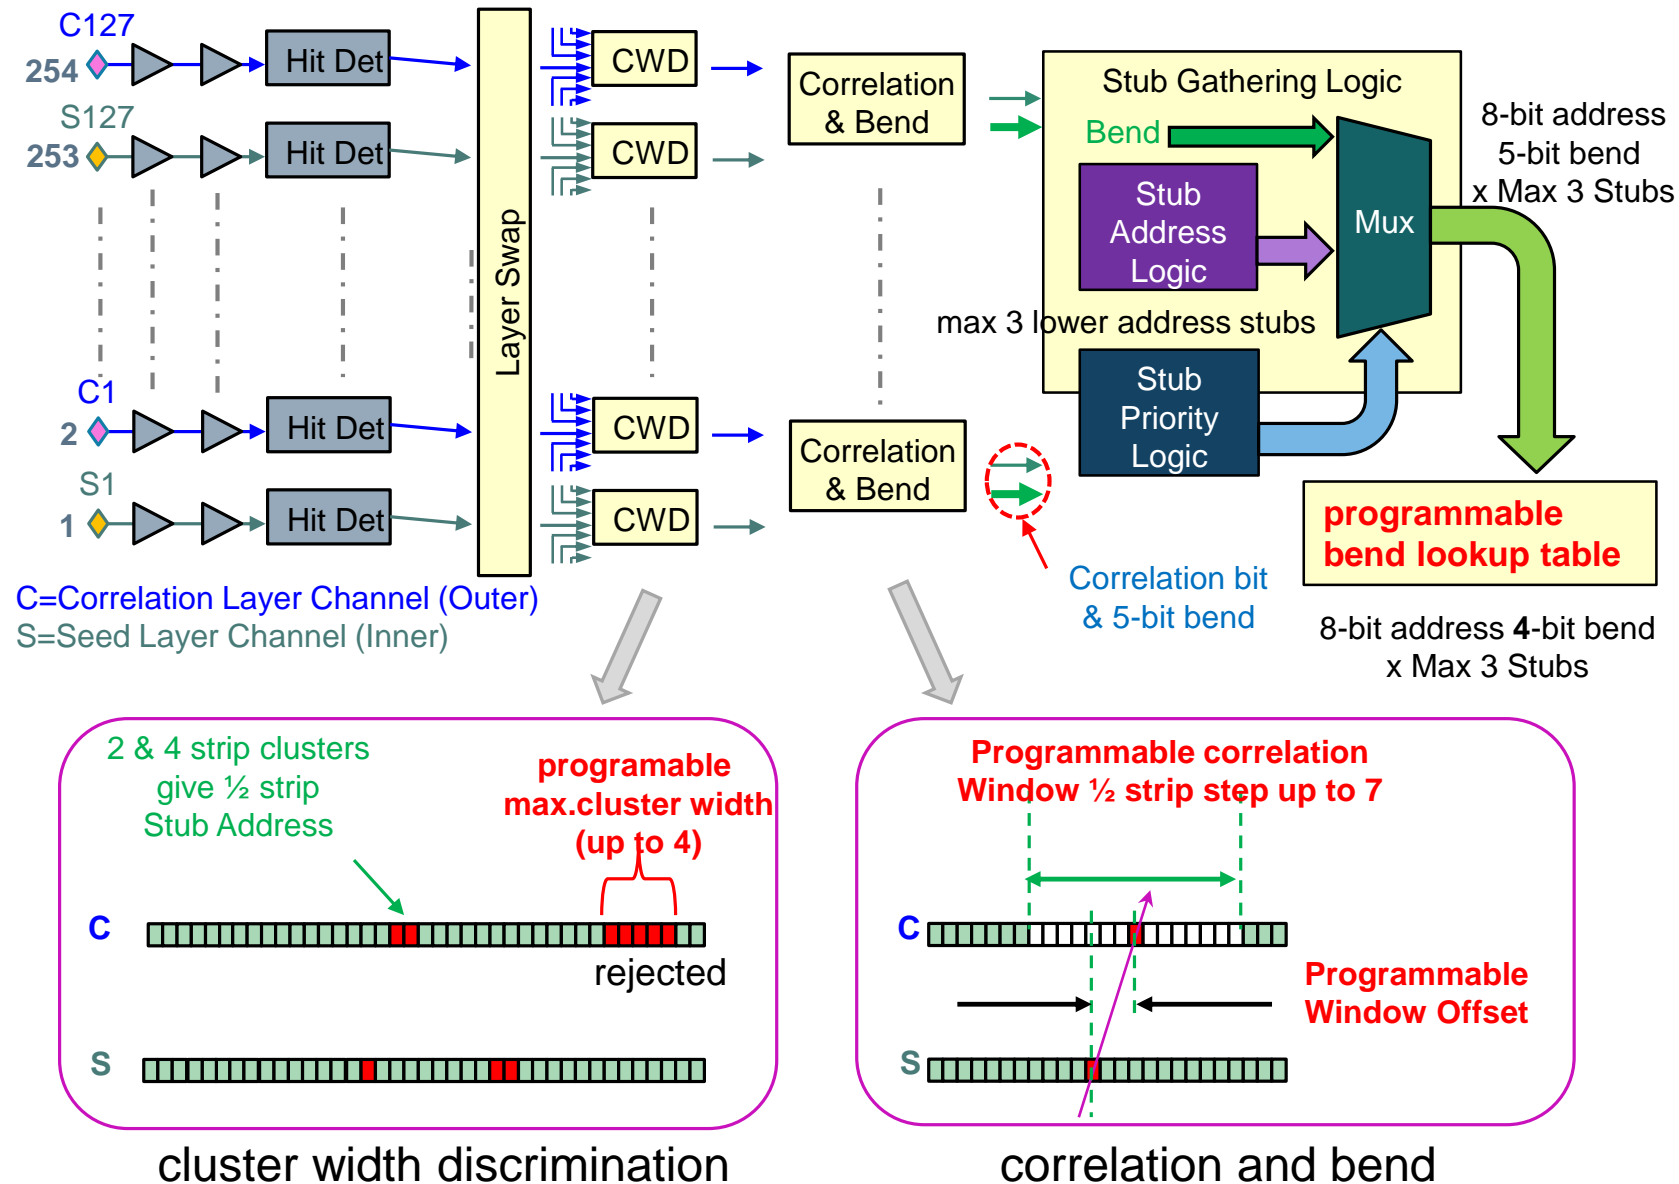 C127
254
Hit Det
CWD
S127
253
Hit Det
CWD
Layer Swap
Correlation
& Bend
Stub Gathering Logic
Bend
Stub
Address
Logic
Mux
8-bit address
5-bit bend
x Max 3 Stubs
max 3 lower address stubs
Stub
Priority
Logic
C1
2
Hit Det
CWD
S1
1
Hit Det
CWD
Correlation
& Bend
programmable
bend lookup table
Correlation bit
& 5-bit bend
8-bit address 4-bit bend
x Max 3 Stubs
C=Correlation Layer Channel (Outer)
S=Seed Layer Channel (Inner)
2 & 4 strip clusters
give ½ strip
Stub Address
programable
max.cluster width
(up to 4)
C
rejected
S
cluster width discrimination
Programmable correlation
Window ½ strip step up to 7
C
Programmable
Window Offset
S
correlation and bend